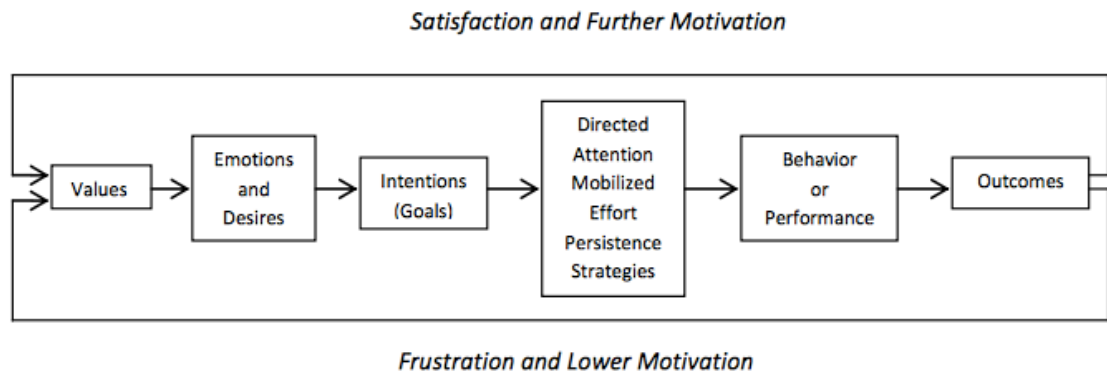 Satisfaction and Further Motivation
Values
Emotions
and
Desires
Intentions
(Goals)
Directed
Attention
Mobilized
Effort
Persistence
Strategies
Behavior
or
Performance
Outcomes
Frustration and Lower Motivation